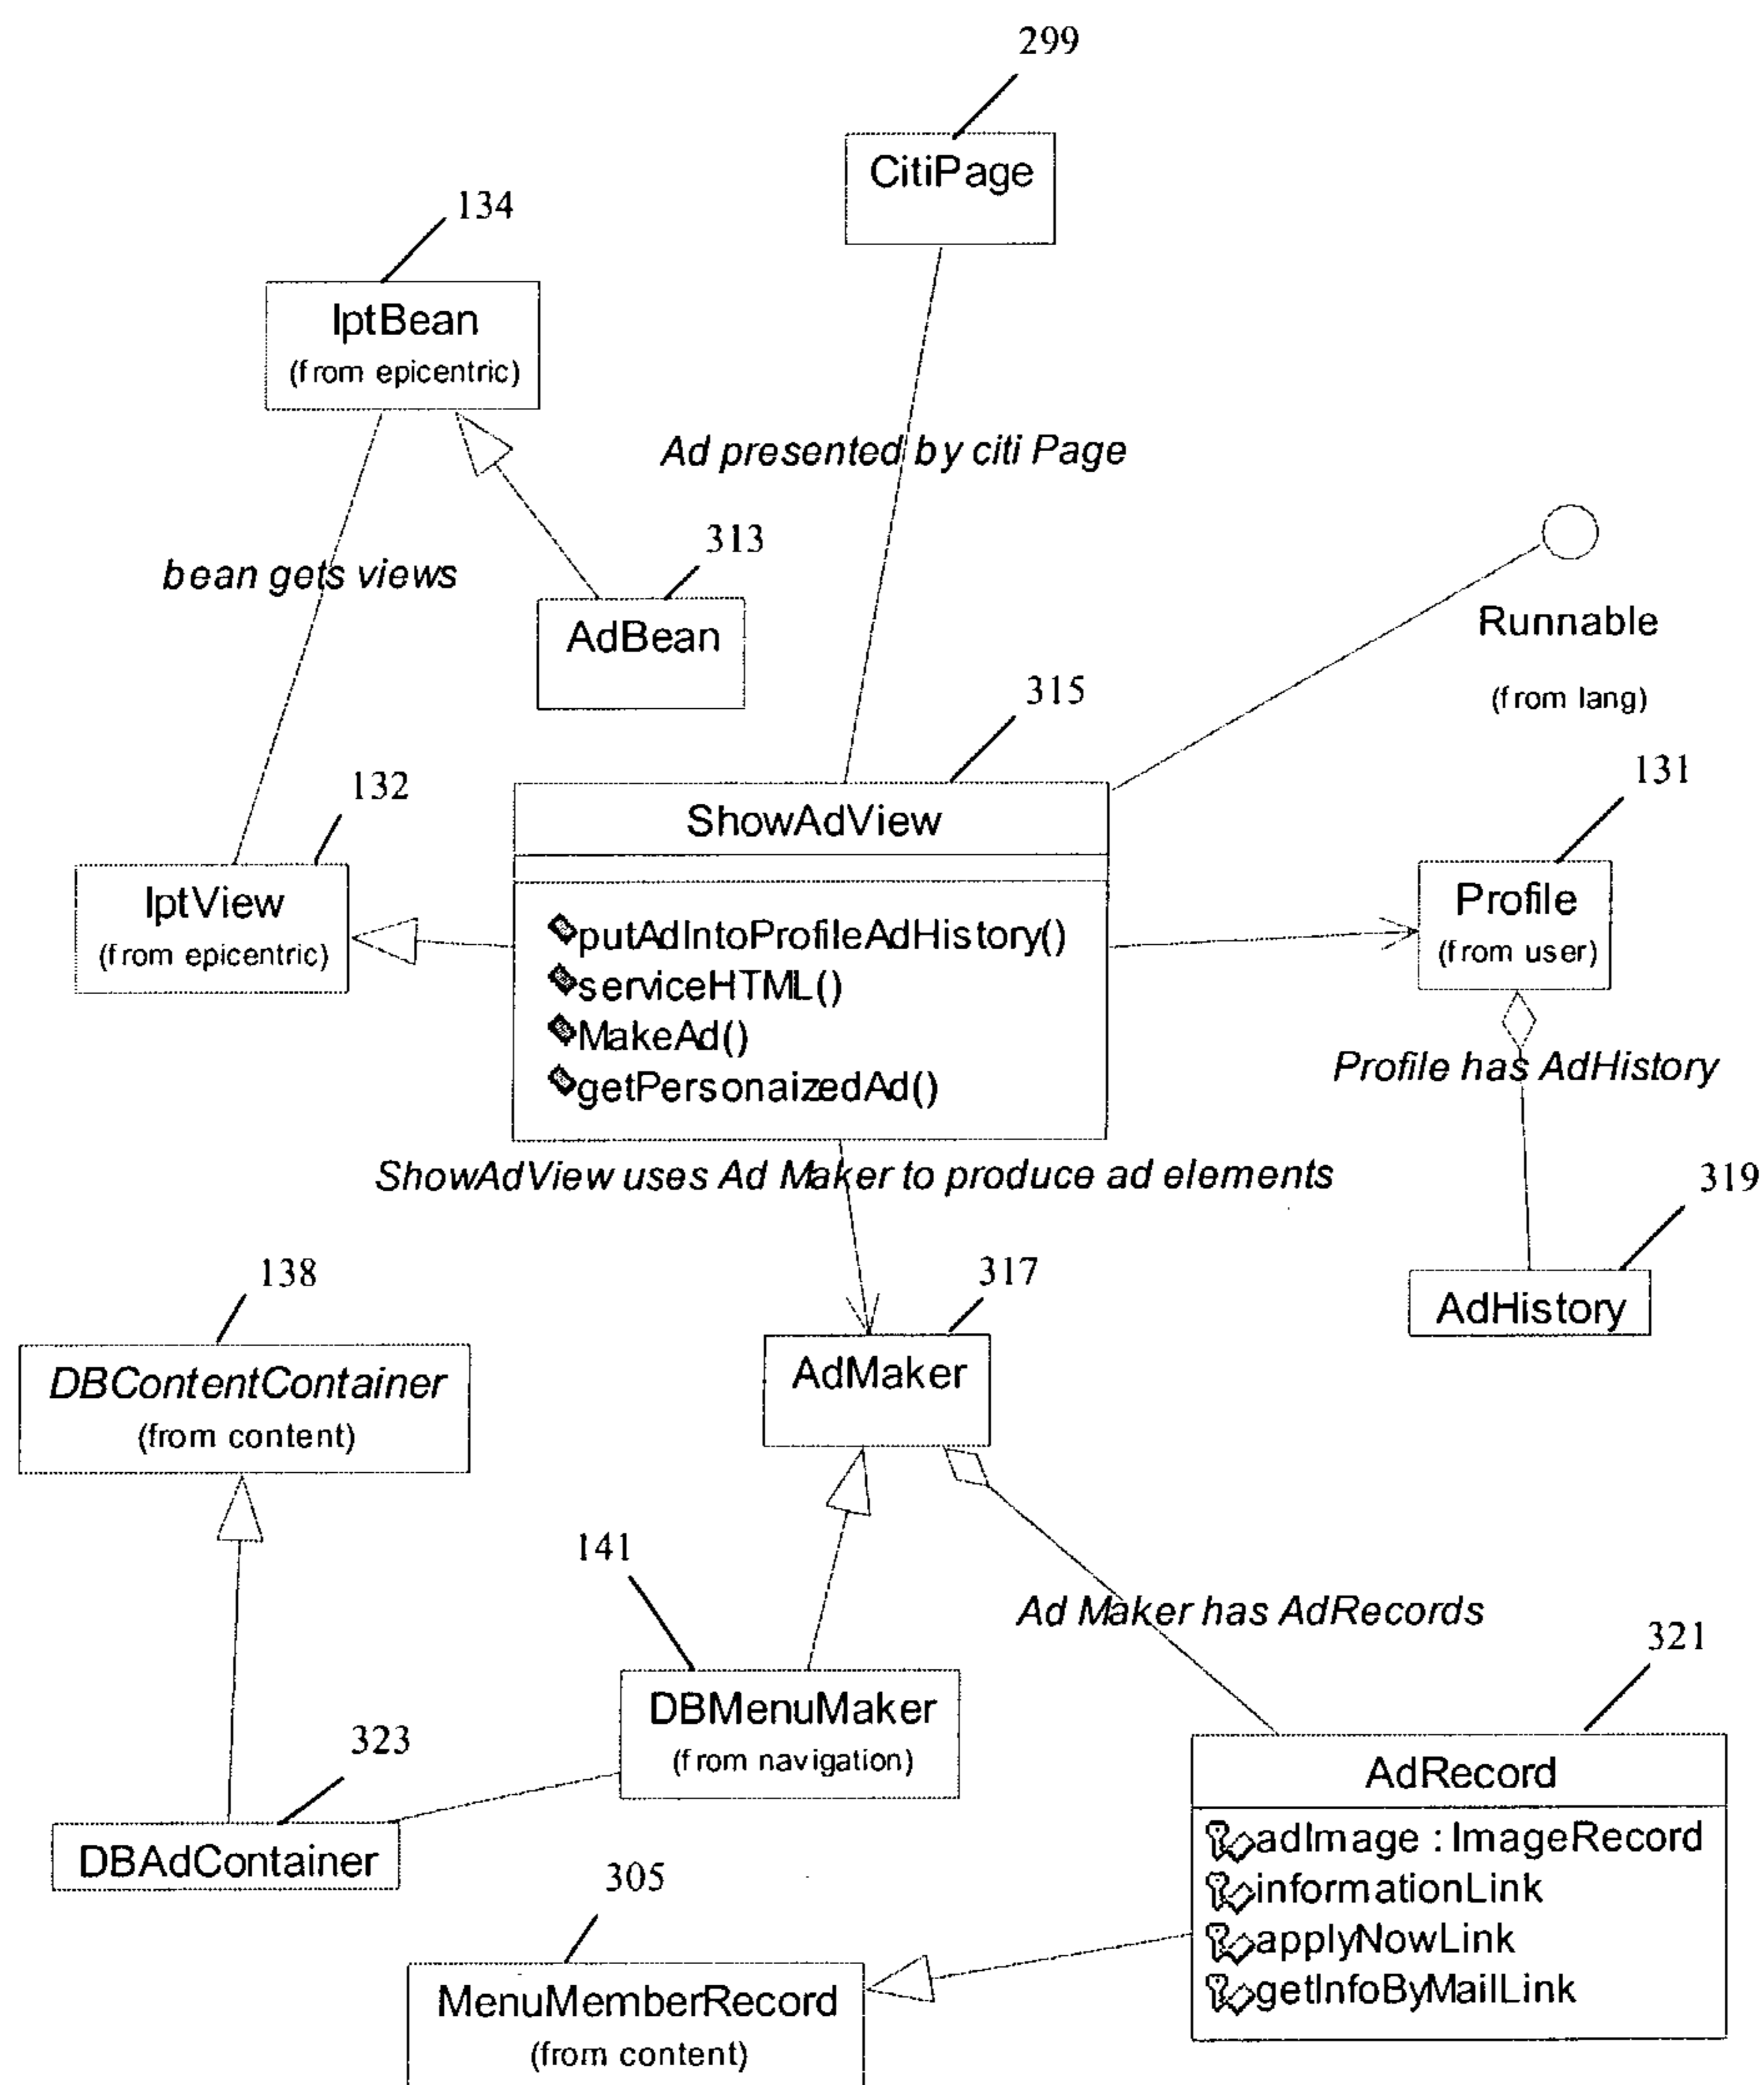 299
CitiPage
134
IptBean
(from epicentric)
Ad presented by citi Page
313
bean gets views
AdBean
Runnable
(from lang)
315
132
131
ShowAdView
IptView
(from epicentric)
Profile
(from user)
putAdIntoProfileAdHistory()
serviceHTML()
MakeAd()
getPersonaizedAd()
Profile has AdHistory
ShowAdView uses Ad Maker to produce ad elements
319
138
317
AdHistory
DBContentContainer
(from content)
AdMaker
141
Ad Maker has AdRecords
321
DBMenuMaker
(from navigation)
323
AdRecord
DBAdContainer
adImage : ImageRecord
informationLink
applyNowLink
getInfoByMailLink
305
MenuMemberRecord
(from content)